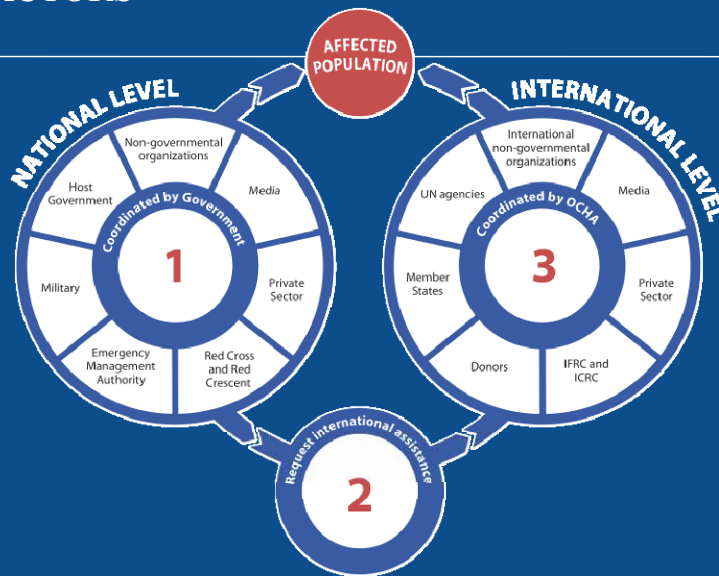 AFFECTED
POPULATION
NATIONAL LEVEL
Non-governmental
organizations
Host
Government
Media
Coordinated by Government
1
Military
Private
Sector
Emergency
Management
Authority
Red Cross
and Red
Crescent
INTERNATIONAL LEVEL
International
non-governmental
organizations
UN agencies
Media
Coordinated by OCHA
3
Member
States
Private
Sector
Donors
IFRC and
ICRC
Request international assistance
2